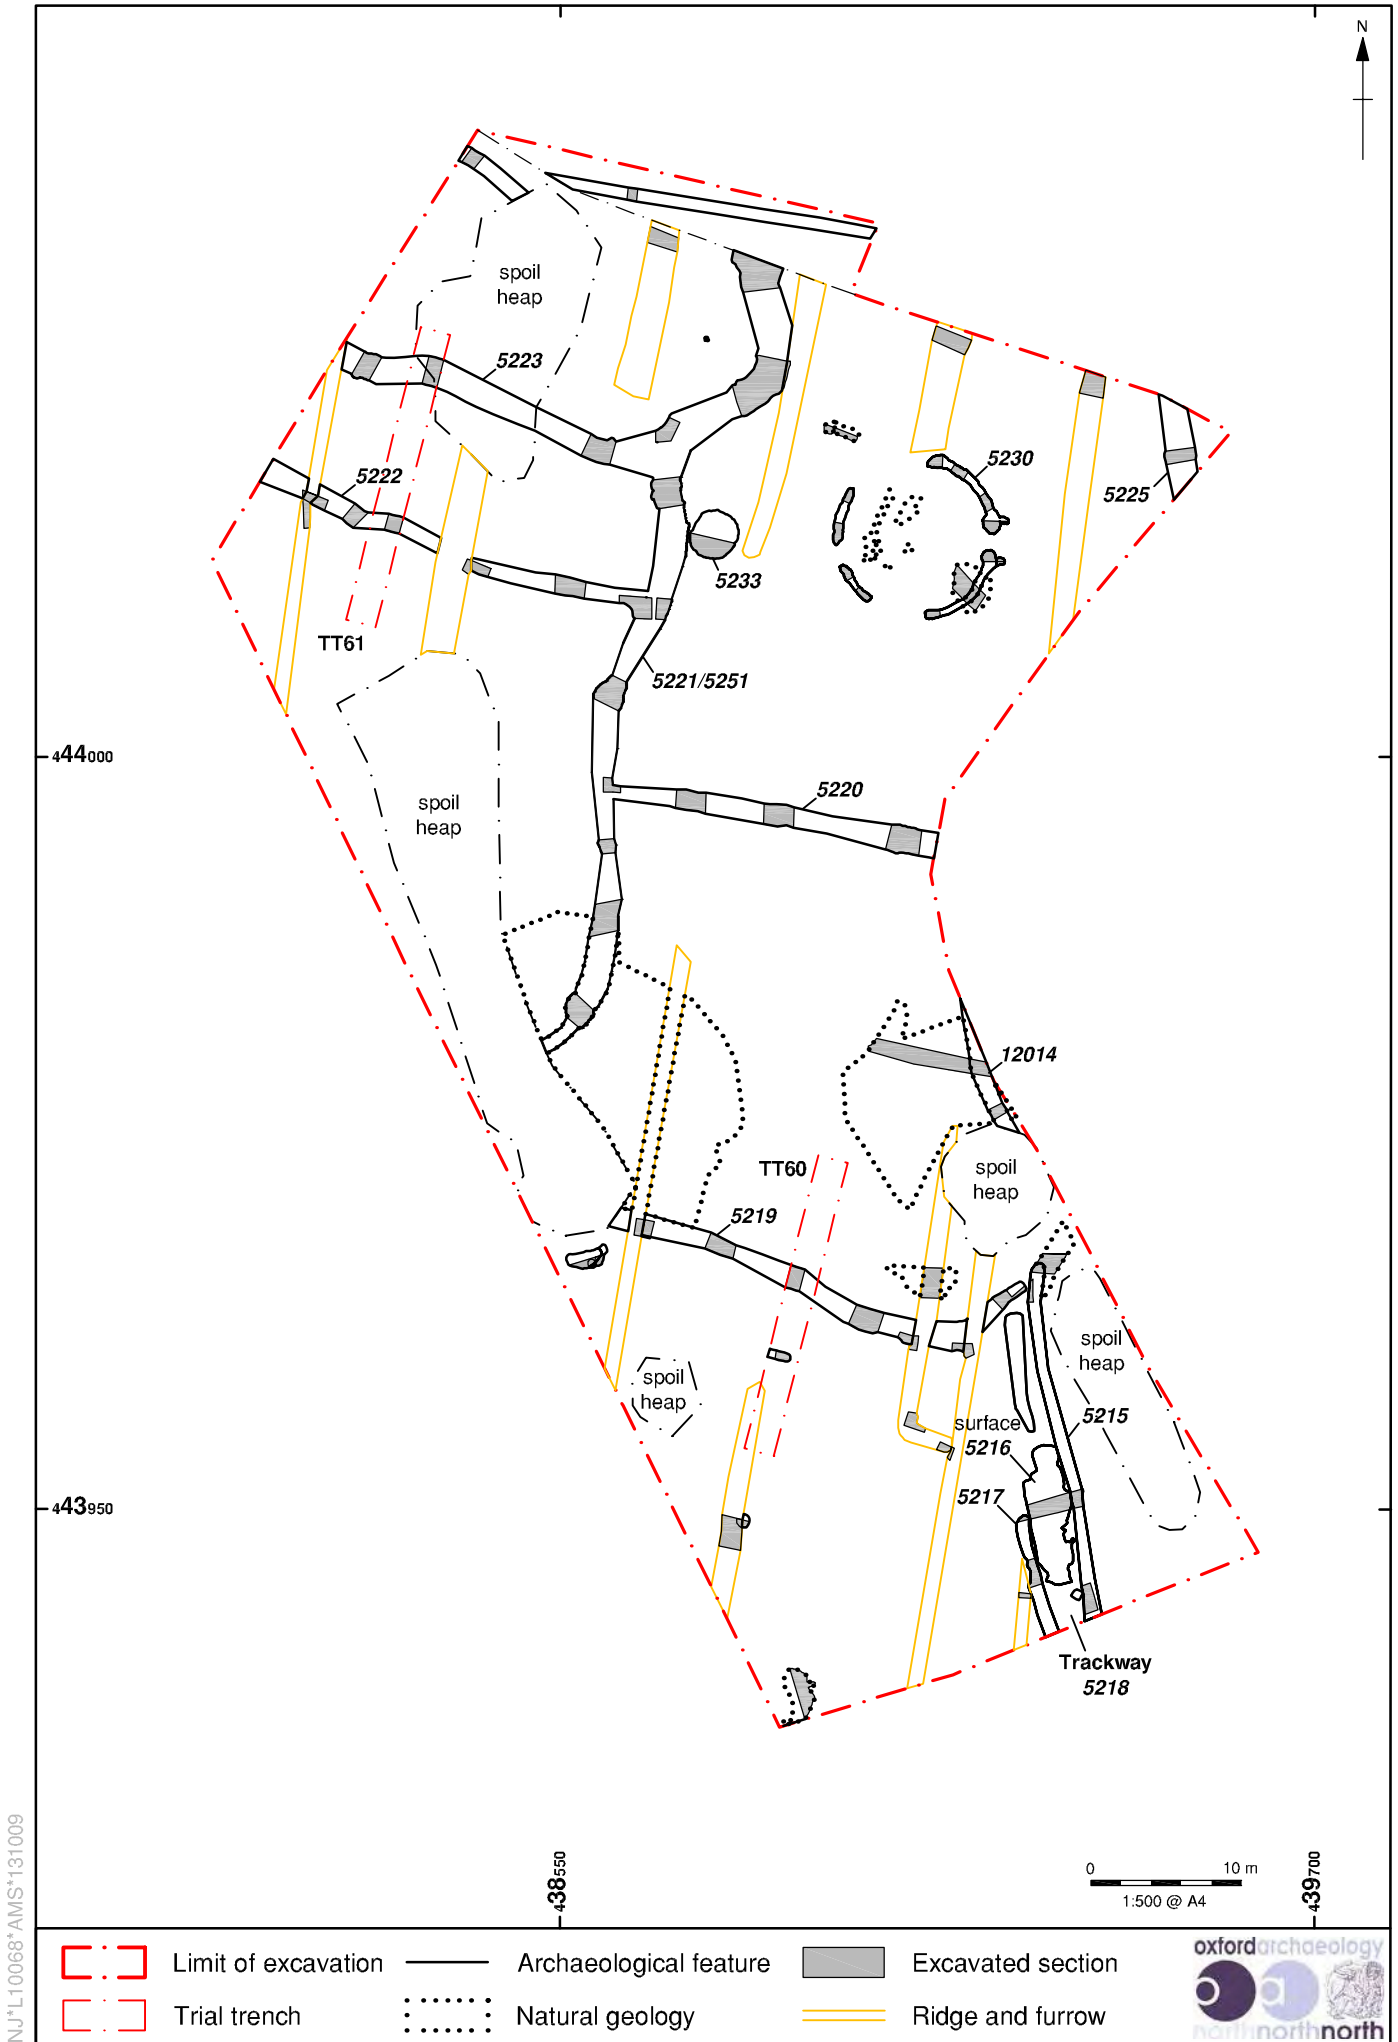 N
spoil
heap
5223
5222
5230
5225
5233
TT61
5221/5251
444000
spoil
heap
5220
12014
TT60
spoil
heap
5219
spoil
heap
spoil
heap
5215
surface
5216
5217
443950
Trackway
5218
438550
439700
0 10 m
1:500 @ A4
NJ*L10068*AMS*131009
Limit of excavation
Archaeological feature
Excavated section
Trial trench
Natural geology
Ridge and furrow
oxfordarchaeology
northnorthnorth